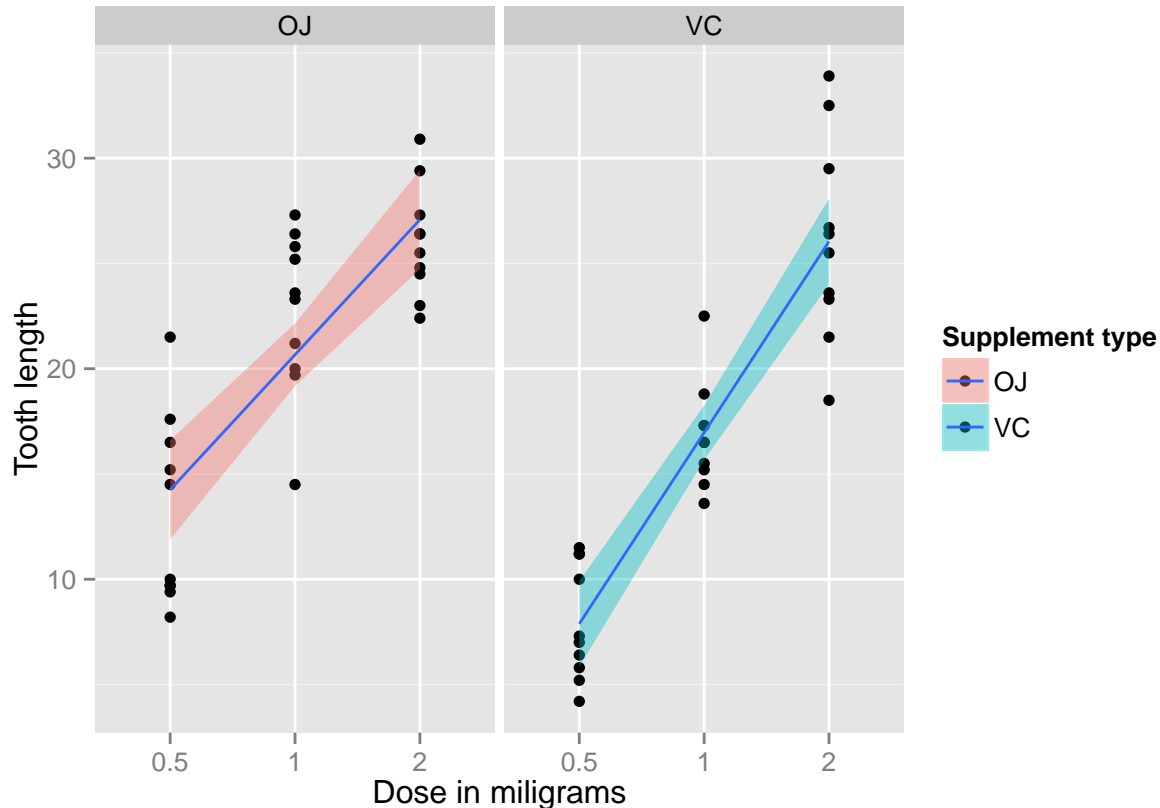 OJ
VC
Tooth length
30
20
10
0.5
1
2
0.5
1
2
Dose in miligrams
Supplement type
OJ
VC